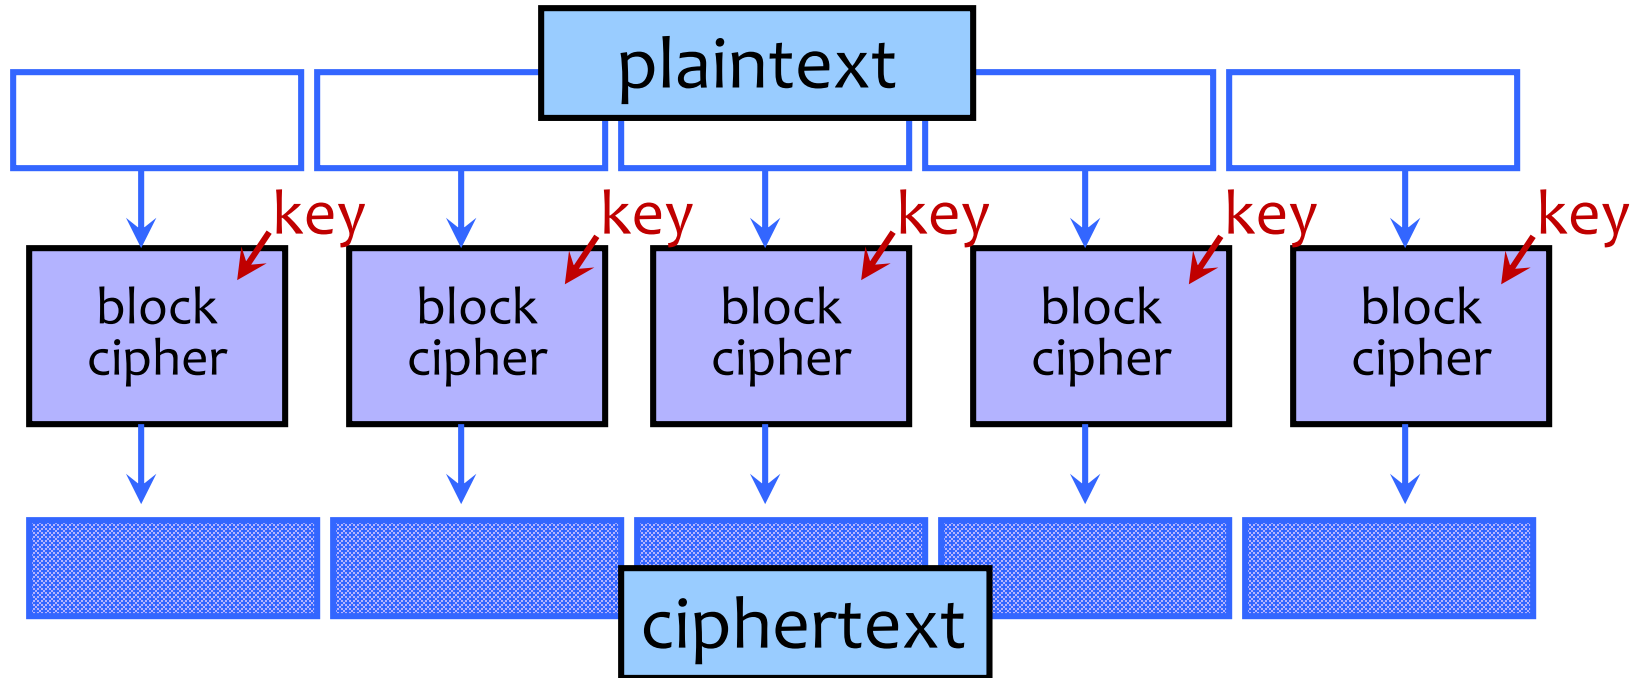 plaintext
key
key
key
key
key
block
cipher
block
cipher
block
cipher
block
cipher
block
cipher
ciphertext